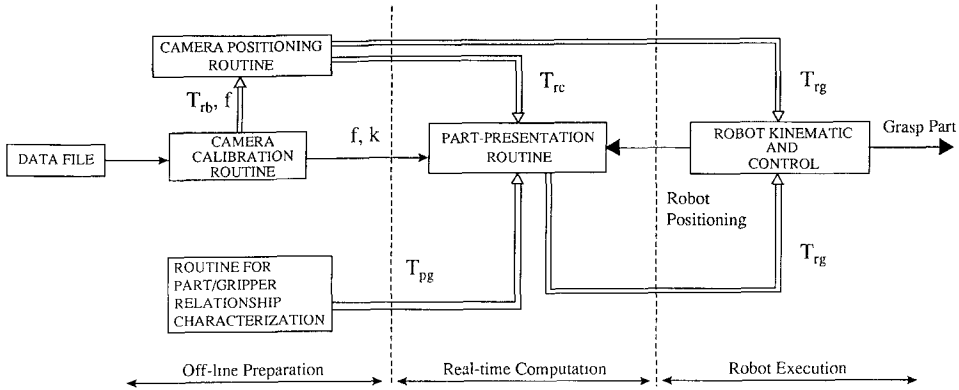 CAMERA POSITIONING
ROUTINE
T_rb, f
T_rc
T_rg
DATA FILE
CAMERA
CALIBRATION
ROUTINE
f, k
PART-PRESENTATION
ROUTINE
ROBOT KINEMATIC
AND
CONTROL
Grasp Part
Robot
Positioning
ROUTINE FOR
PART/GRIPPER
RELATIONSHIP
CHARACTERIZATION
T_pg
T_rg
Off-line Preparation
Real-time Computation
Robot Execution